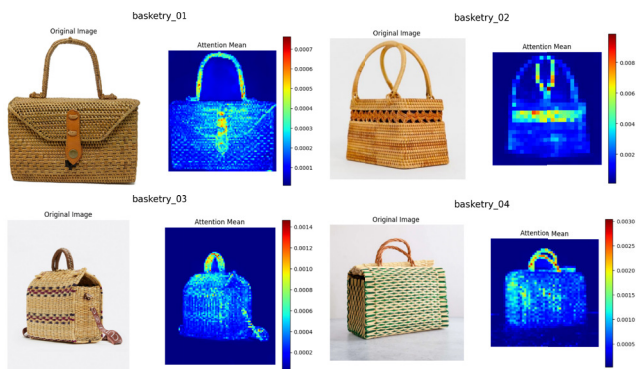 basketry_01
Original Image
Attention Mean
0.0007
0.0006
0.0005
0.0004
0.0003
0.0002
0.0001
basketry_02
Original Image
Attention Mean
0.008
0.006
0.004
0.002
basketry_03
Original Image
Attention Mean
0.0014
0.0012
0.0010
0.0008
0.0006
0.0004
0.0002
basketry_04
Original Image
Attention Mean
0.0030
0.0025
0.0020
0.0015
0.0010
0.0005